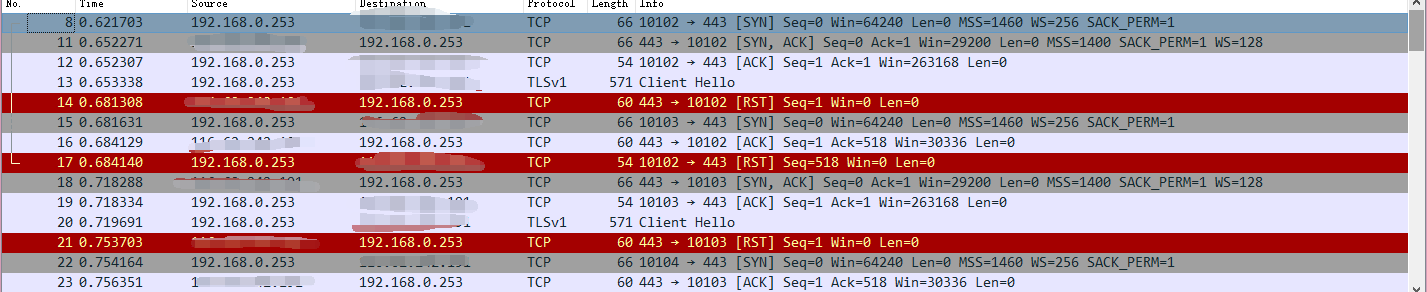 No. Time Source Destination Protocol Length Info
8 0.621703 192.168.0.253 TCP 66 10102 → 443 [SYN] Seq=0 Win=64240 Len=0 MSS=1460 WS=256 SACK_PERM=1
11 0.652271 192.168.0.253 TCP 66 443 → 10102 [SYN, ACK] Seq=0 Ack=1 Win=29200 Len=0 MSS=1400 SACK_PERM=1 WS=128
12 0.652307 192.168.0.253 TCP 54 10102 → 443 [ACK] Seq=1 Ack=1 Win=263168 Len=0
13 0.653338 192.168.0.253 TLSv1 571 Client Hello
14 0.681308 192.168.0.253 TCP 60 443 → 10102 [RST] Seq=1 Win=0 Len=0
15 0.681631 192.168.0.253 TCP 66 10103 → 443 [SYN] Seq=0 Win=64240 Len=0 MSS=1460 WS=256 SACK_PERM=1
16 0.684129 192.168.0.253 TCP 60 443 → 10102 [ACK] Seq=1 Ack=518 Win=30336 Len=0
17 0.684140 192.168.0.253 TCP 54 10102 → 443 [RST] Seq=518 Win=0 Len=0
18 0.718288 192.168.0.253 TCP 66 443 → 10103 [SYN, ACK] Seq=0 Ack=1 Win=29200 Len=0 MSS=1400 SACK_PERM=1 WS=128
19 0.718334 192.168.0.253 TCP 54 10103 → 443 [ACK] Seq=1 Ack=1 Win=263168 Len=0
20 0.719691 192.168.0.253 TLSv1 571 Client Hello
21 0.753703 192.168.0.253 TCP 60 443 → 10103 [RST] Seq=1 Win=0 Len=0
22 0.754164 192.168.0.253 TCP 66 10104 → 443 [SYN] Seq=0 Win=64240 Len=0 MSS=1460 WS=256 SACK_PERM=1
23 0.756351 192.168.0.253 TCP 60 443 → 10103 [ACK] Seq=1 Ack=518 Win=30336 Len=0